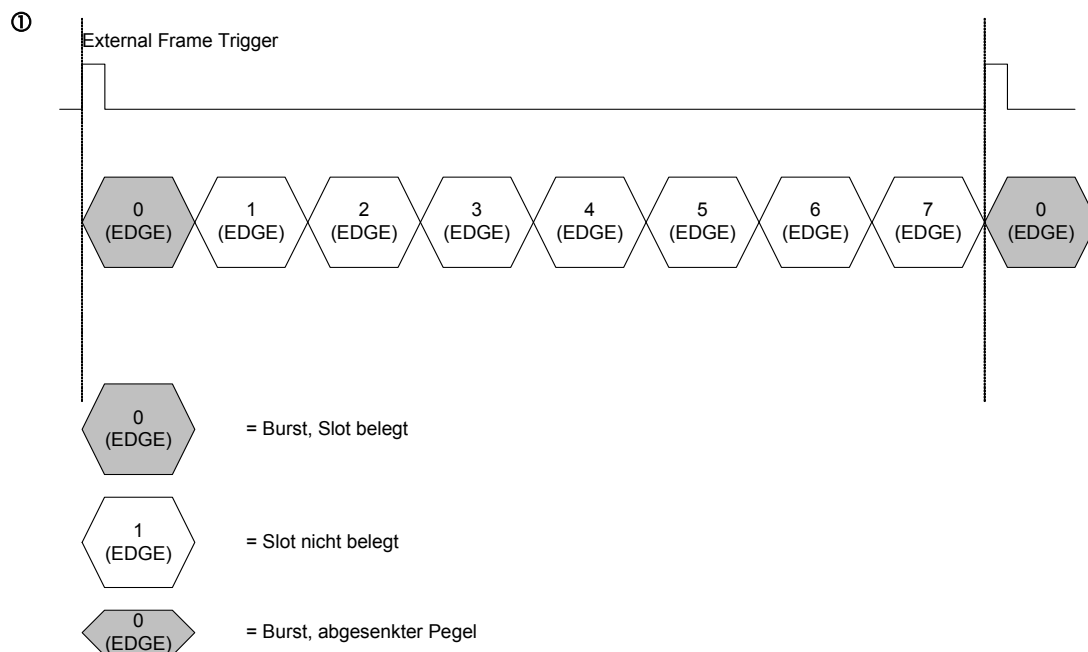 ①
External Frame Trigger
0 1 2 3 4 5 6 7 0
(EDGE) (EDGE) (EDGE) (EDGE) (EDGE) (EDGE) (EDGE) (EDGE) (EDGE)
0
(EDGE)
= Burst, Slot belegt
1
(EDGE)
= Slot nicht belegt
0
(EDGE)
= Burst, abgesenkter Pegel